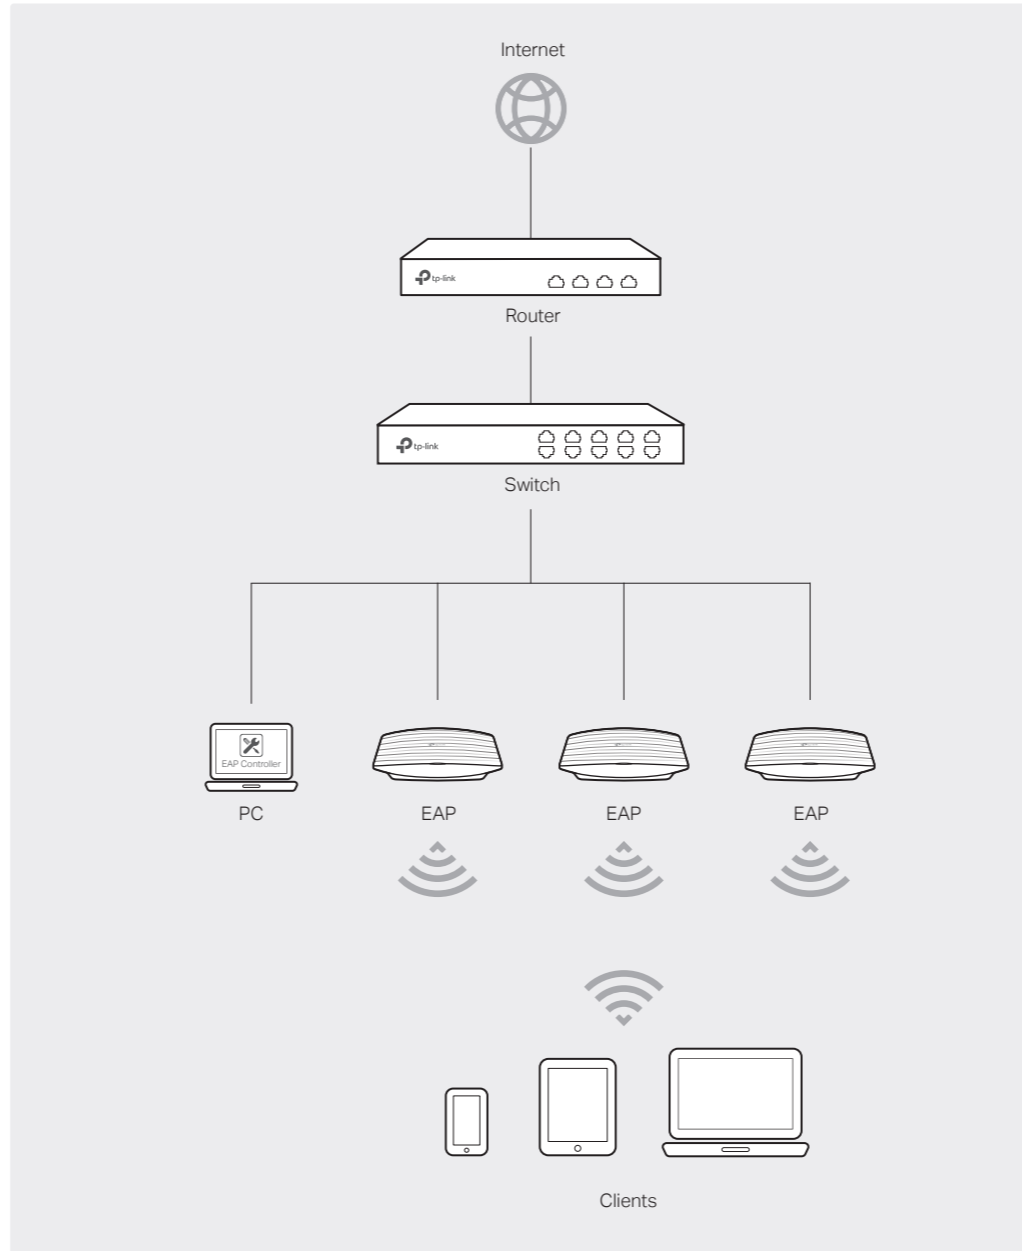 Internet
tp-link
Router
tp-link
Switch
EAP Controller
PC
EAP
EAP
EAP
Clients